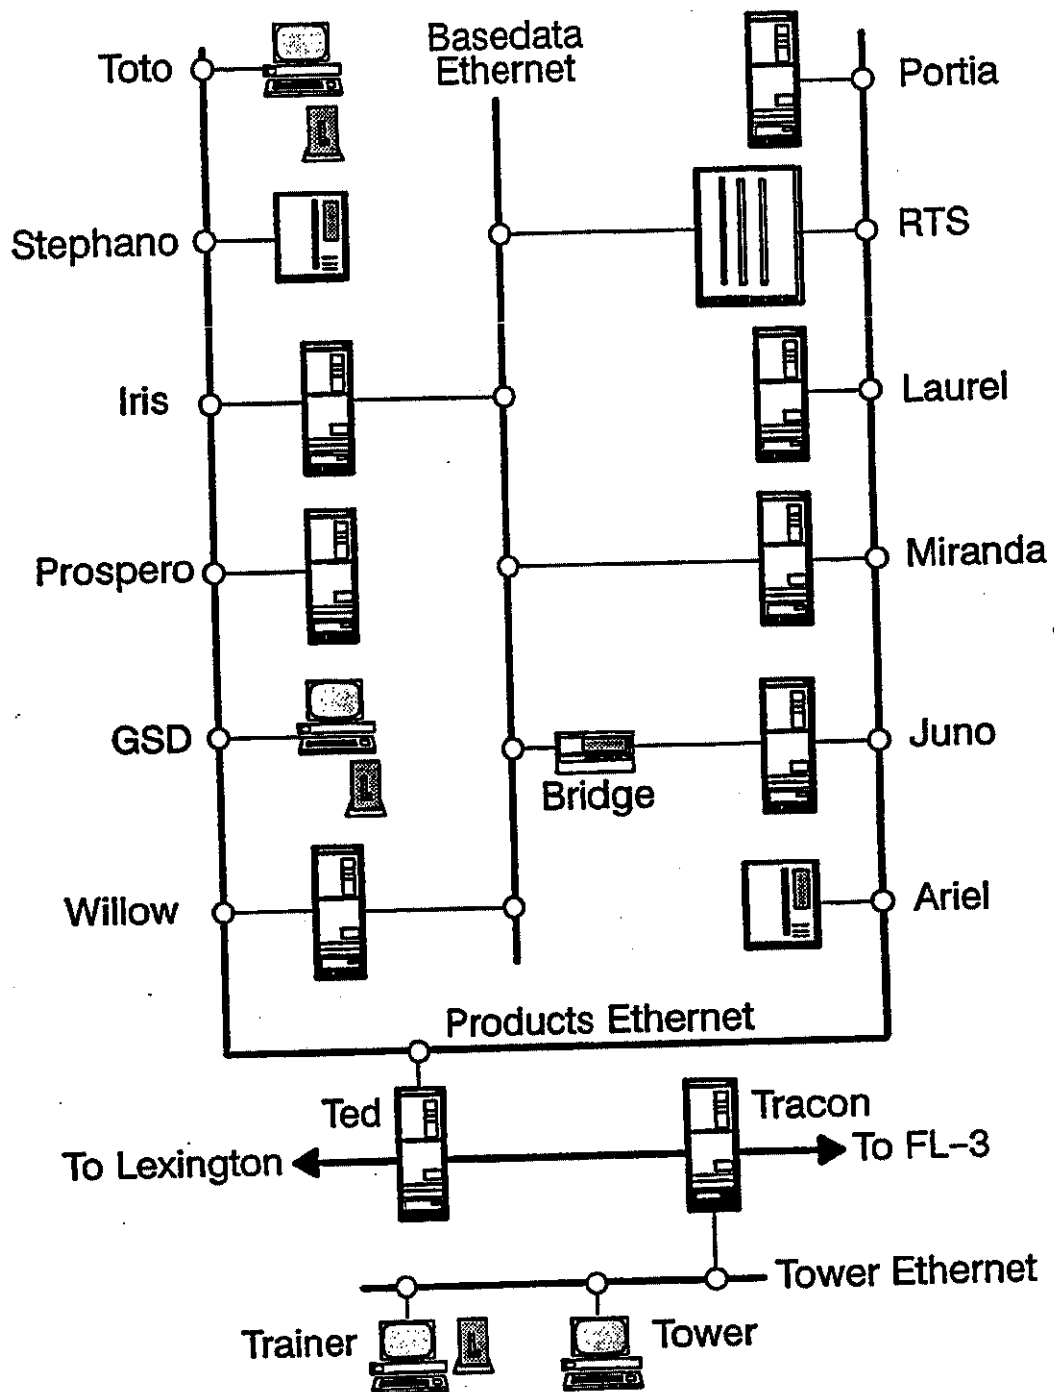 Toto
Basedata
Ethernet
Portia
Stephano
RTS
Iris
Laurel
Prospero
Miranda
GSD
Bridge
Juno
Willow
Ariel
Products Ethernet
Ted
Tracon
To Lexington
To FL-3
Tower Ethernet
Trainer
Tower
L
L
L